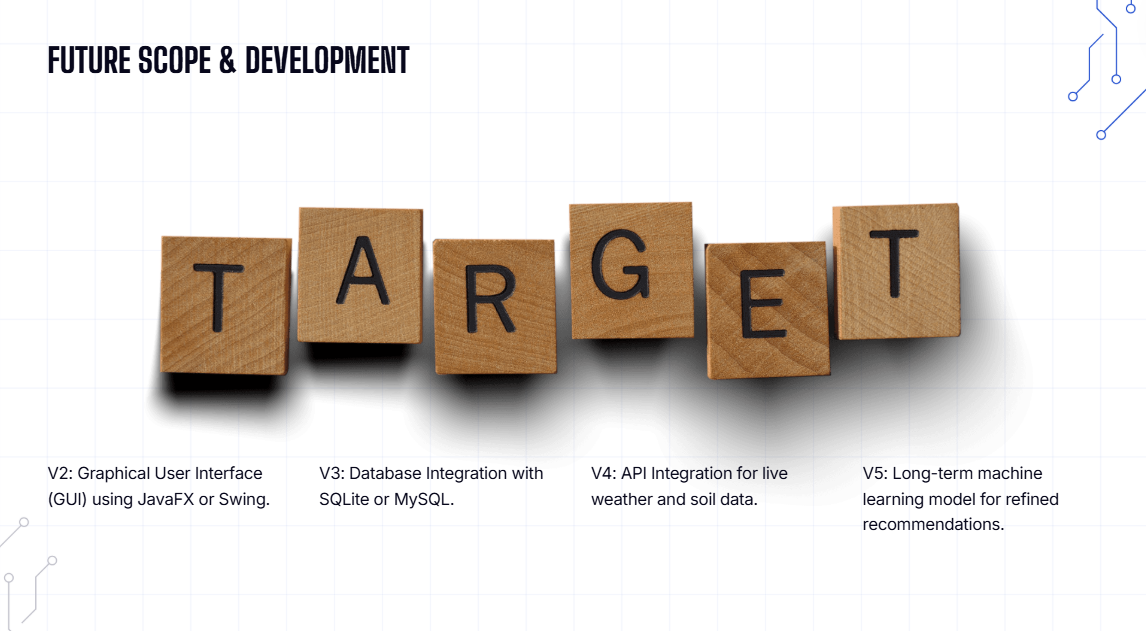 FUTURE SCOPE & DEVELOPMENT
TARGET
V2: Graphical User Interface
(GUI) using JavaFX or Swing.
V3: Database Integration with
SQLite or MySQL.
V4: API Integration for live
weather and soil data.
V5: Long-term machine
learning model for refined
recommendations.